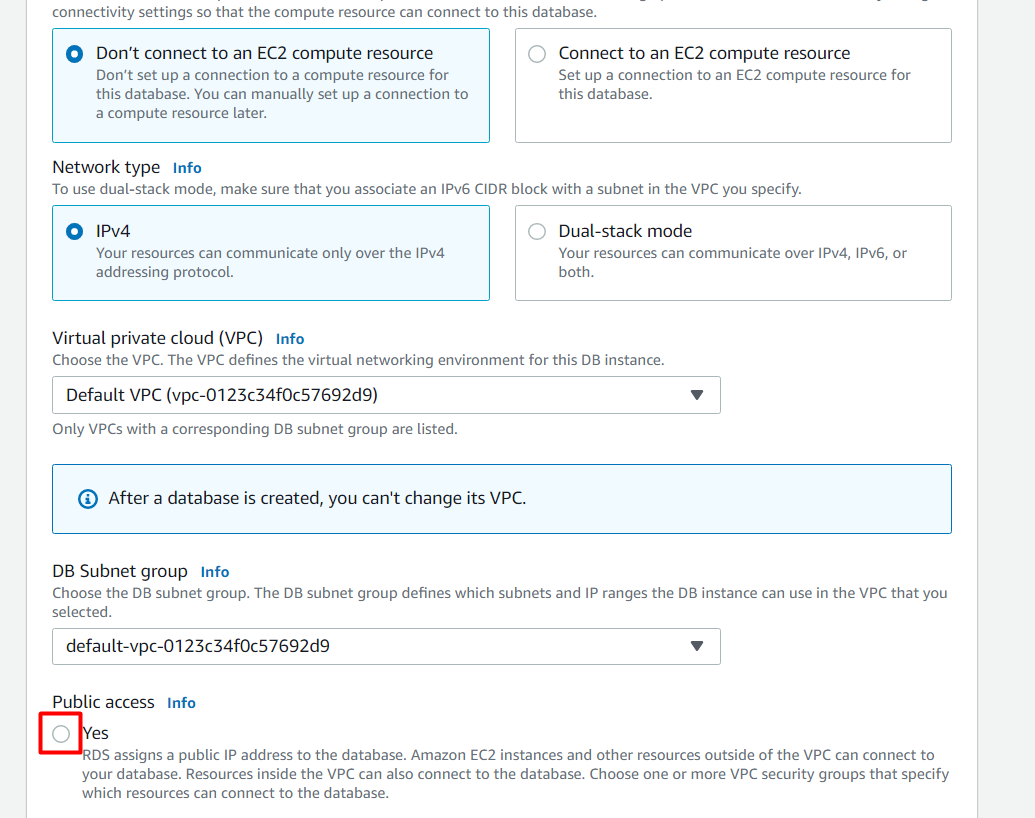 connectivity settings so that the compute resource can connect to this database.
Don't connect to an EC2 compute resource
Don't set up a connection to a compute resource for
this database. You can manually set up a connection to
a compute resource later.
Connect to an EC2 compute resource
Set up a connection to an EC2 compute resource for
this database.
Network type Info
To use dual-stack mode, make sure that you associate an IPv6 CIDR block with a subnet in the VPC you specify.
IPv4
Your resources can communicate only over the IPv4
addressing protocol.
Dual-stack mode
Your resources can communicate over IPv4, IPv6, or
both.
Virtual private cloud (VPC) Info
Choose the VPC. The VPC defines the virtual networking environment for this DB instance.
Default VPC (vpc-0123c34f0c57692d9)
Only VPCs with a corresponding DB subnet group are listed.
After a database is created, you can't change its VPC.
DB Subnet group Info
Choose the DB subnet group. The DB subnet group defines which subnets and IP ranges the DB instance can use in the VPC that you
selected.
default-vpc-0123c34f0c57692d9
Public access Info
Yes
RDS assigns a public IP address to the database. Amazon EC2 instances and other resources outside of the VPC can connect to
your database. Resources inside the VPC can also connect to the database. Choose one or more VPC security groups that specify
which resources can connect to the database.